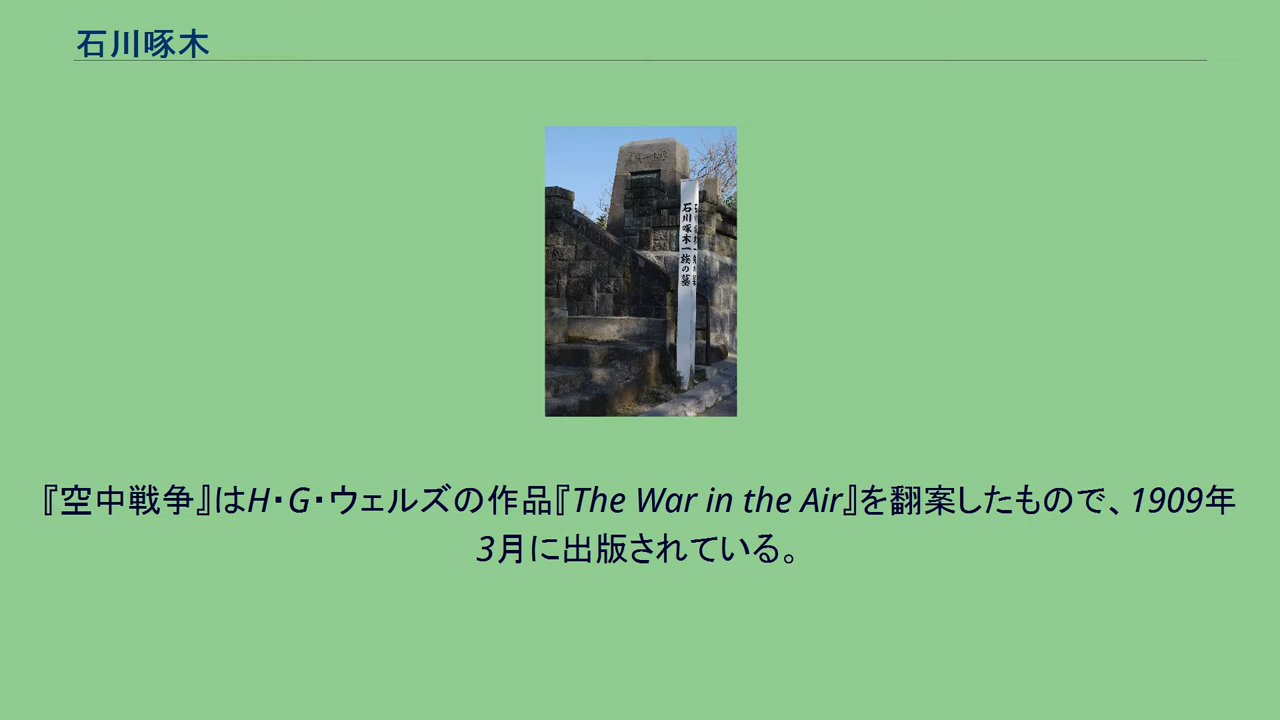 石川啄木
石川啄木一族の墓
『空中戦争』はH・G・ウェルズの作品『The War in the Air』を翻案したもので、1909年
3月に出版されている。